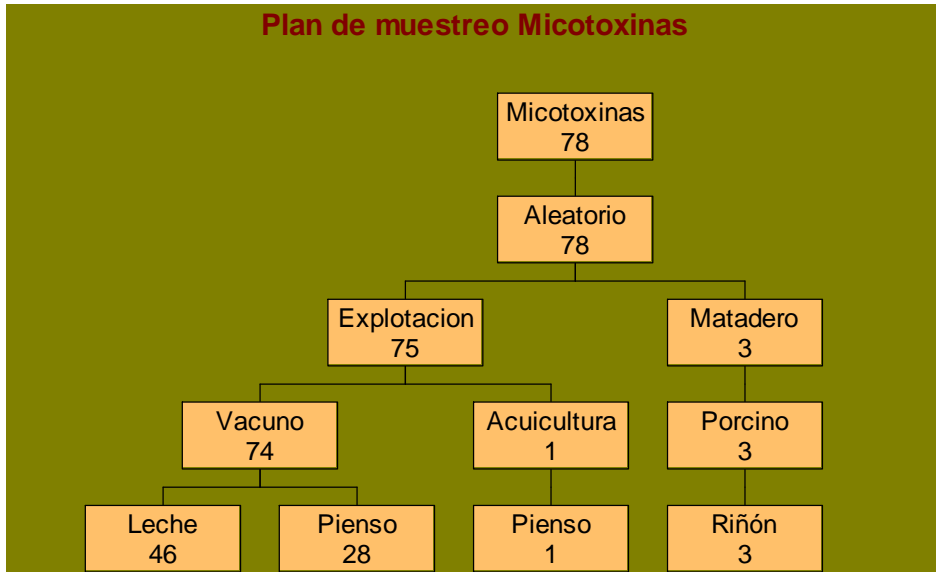 Plan de muestreo Micotoxinas
Micotoxinas
78
Aleatorio
78
Explotacion
75
Matadero
3
Vacuno
74
Acuicultura
1
Porcino
3
Leche
46
Pienso
28
Pienso
1
Riñón
3